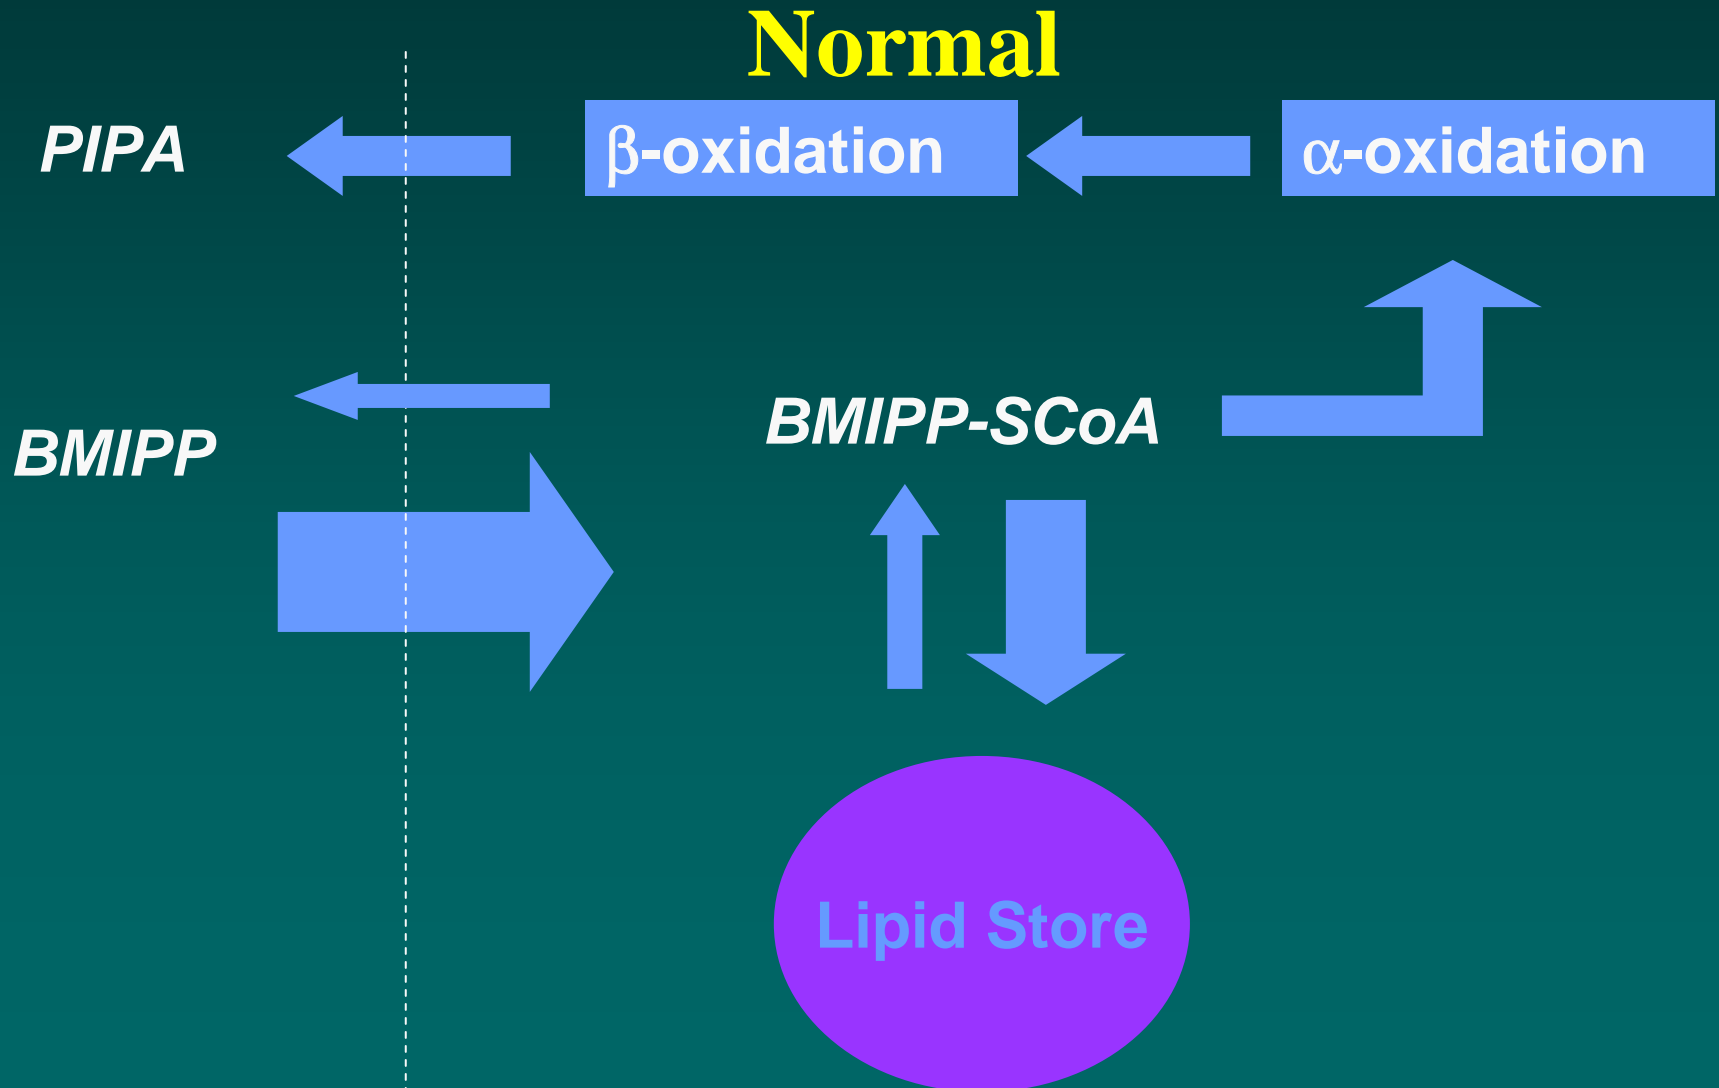 Normal
PIPA
β-oxidation
α-oxidation
BMIPP
BMIPP-SCoA
Lipid Store